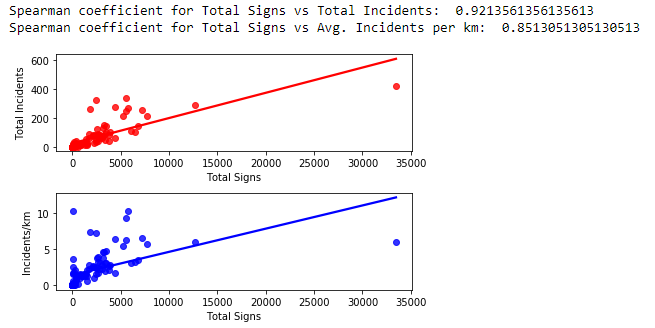 Spearman coefficient for Total Signs vs Total Incidents:  0.9213561356135613
Spearman coefficient for Total Signs vs Avg. Incidents per km:  0.8513051305130513
600
400
200
0
Total Incidents
0 5000 10000 15000 20000 25000 30000 35000
Total Signs
10
5
0
Incidents/km
0 5000 10000 15000 20000 25000 30000 35000
Total Signs